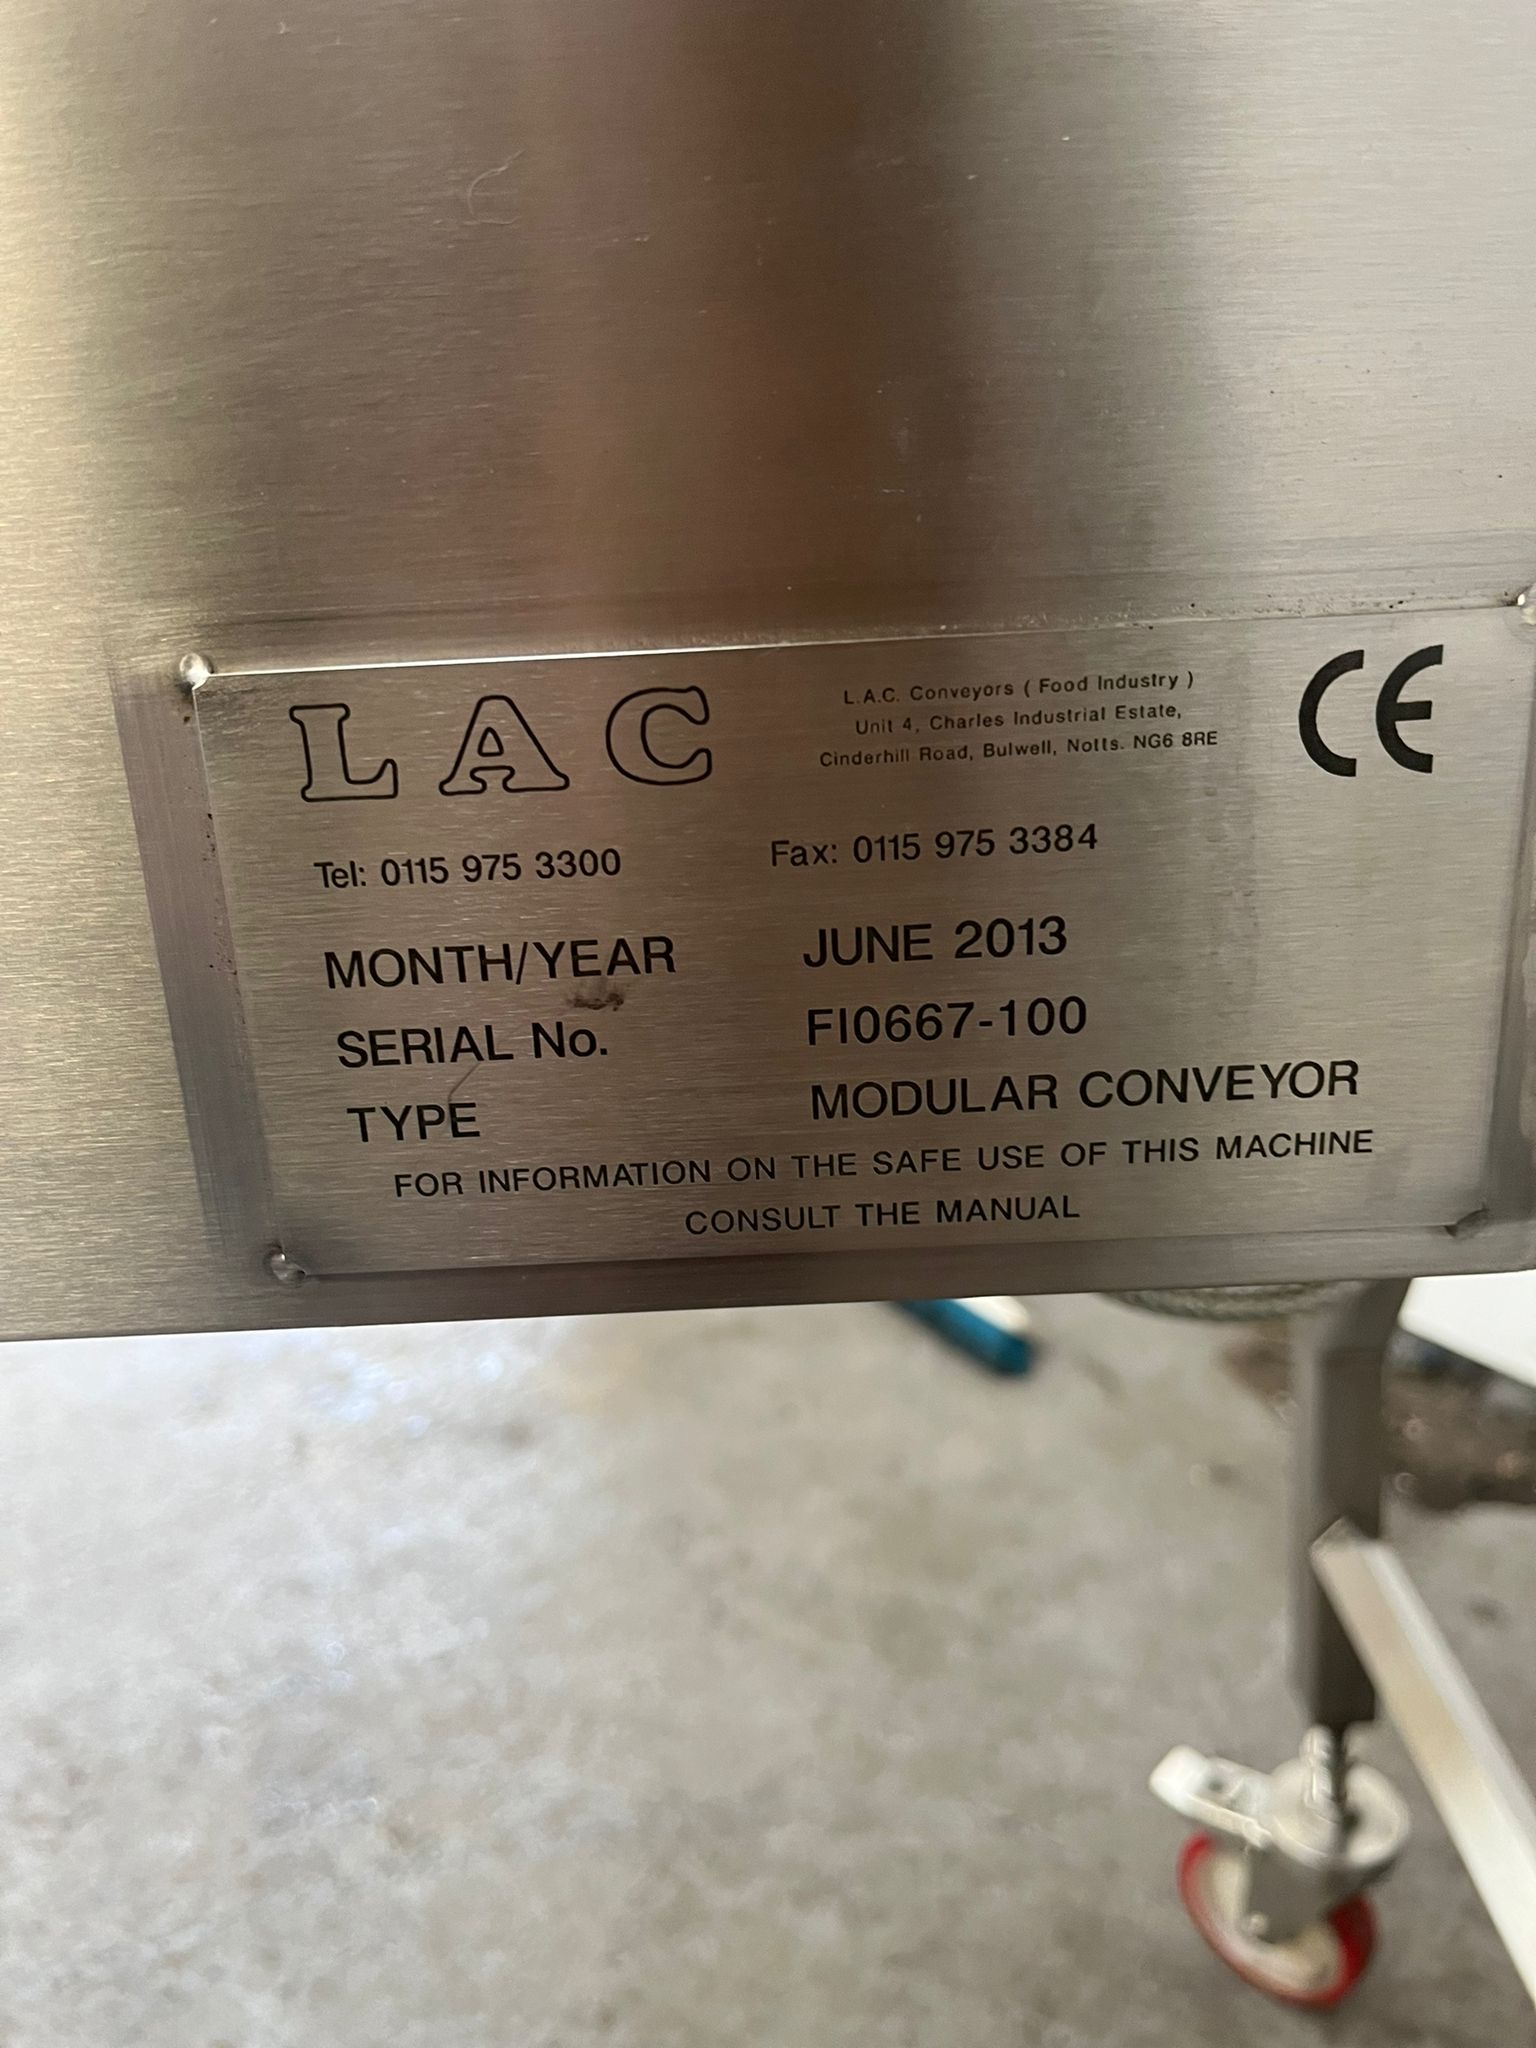 LAC
L.A.C. Conveyors ( Food Industry )
Unit 4, Charles Industrial Estate,
Cinderhill Road, Bulwell, Notts. NG6 8RE
CE
Tel: 0115 975 3300 Fax: 0115 975 3384
MONTH/YEAR JUNE 2013
SERIAL No. FI0667-100
TYPE MODULAR CONVEYOR
FOR INFORMATION ON THE SAFE USE OF THIS MACHINE
CONSULT THE MANUAL